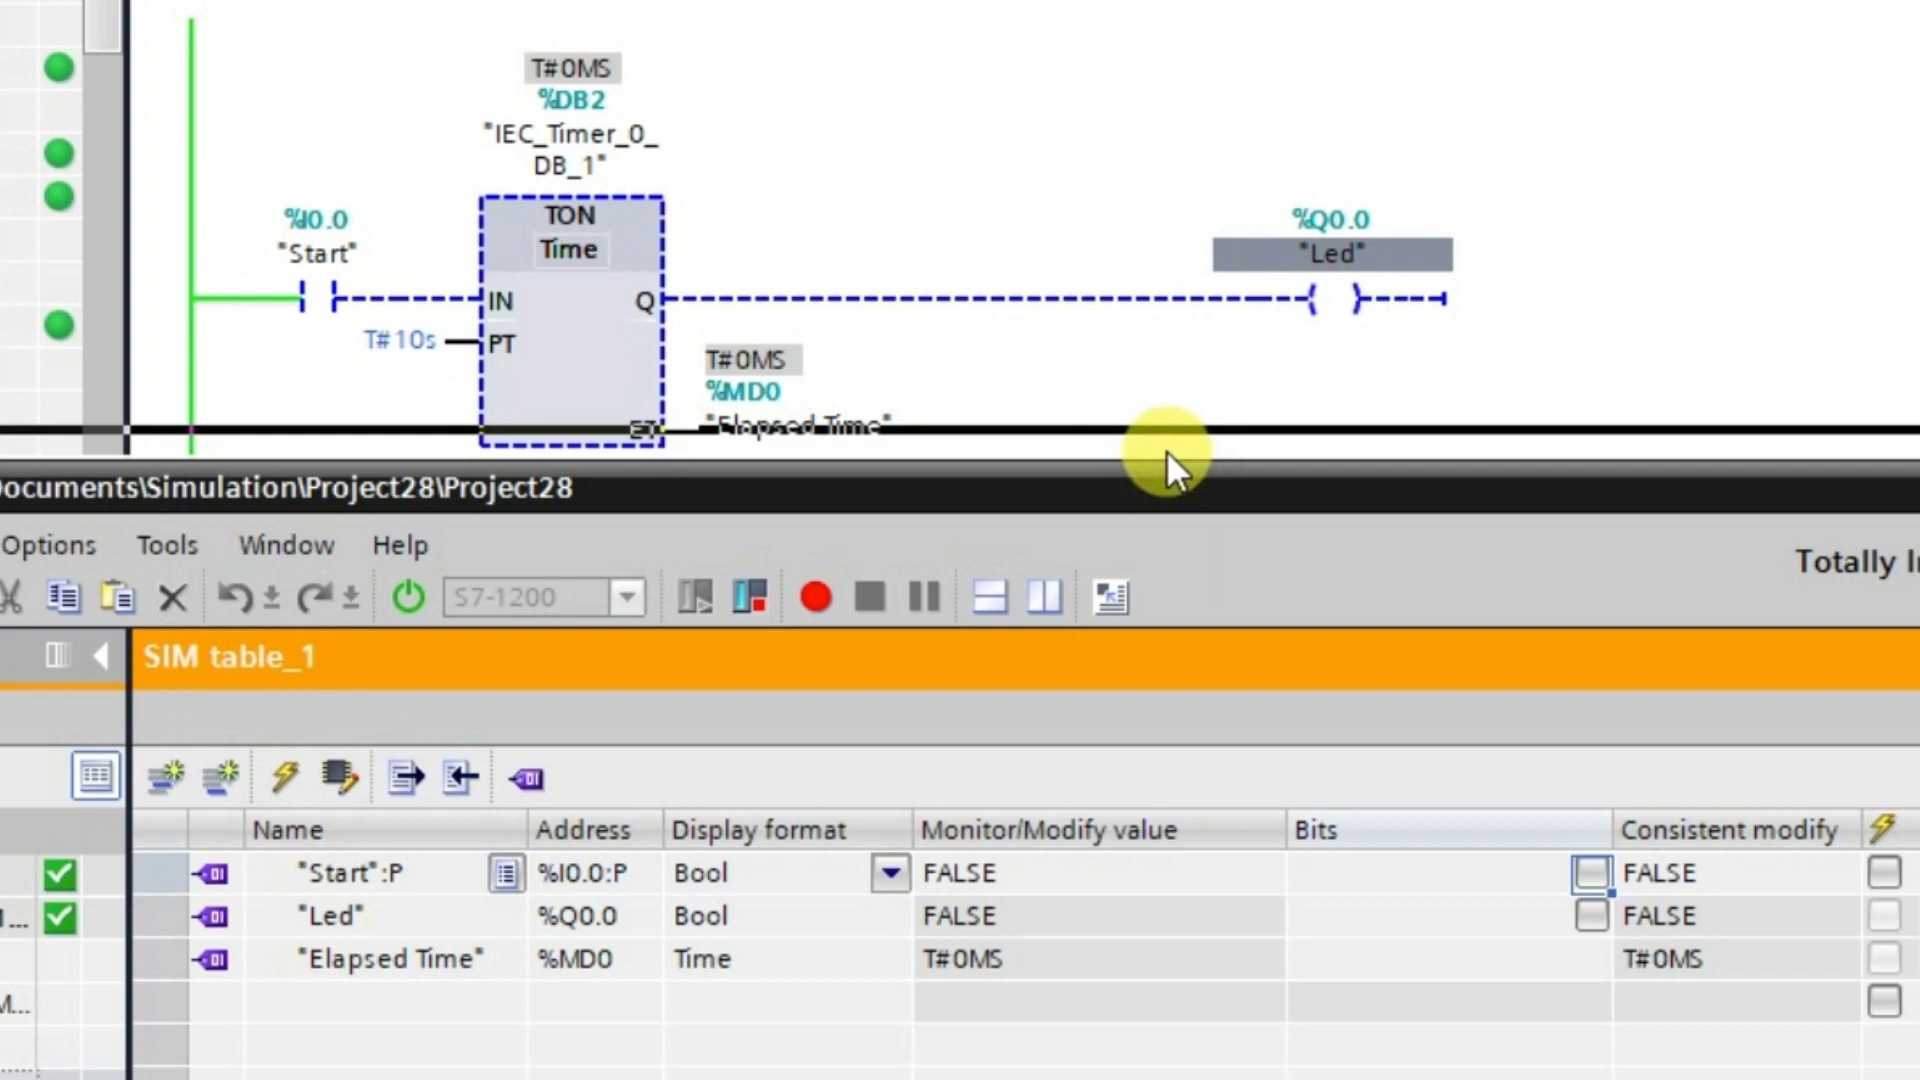 T#0MS
%DB2
"IEC_Timer_0_
DB_1"
TON
Time
%I0.0
"Start"
%Q0.0
"Led"
IN Q
T#10s PT
T#0MS
%MD0
ET "Elapsed Time"
Documents\Simulation\Project28\Project28
Options Tools Window Help
Totally I
S7-1200
SIM table_1
Name Address Display format Monitor/Modify value Bits Consistent modify
"Start":P %I0.0:P Bool FALSE FALSE
"Led" %Q0.0 Bool FALSE FALSE
"Elapsed Time" %MD0 Time T#0MS T#0MS
M...